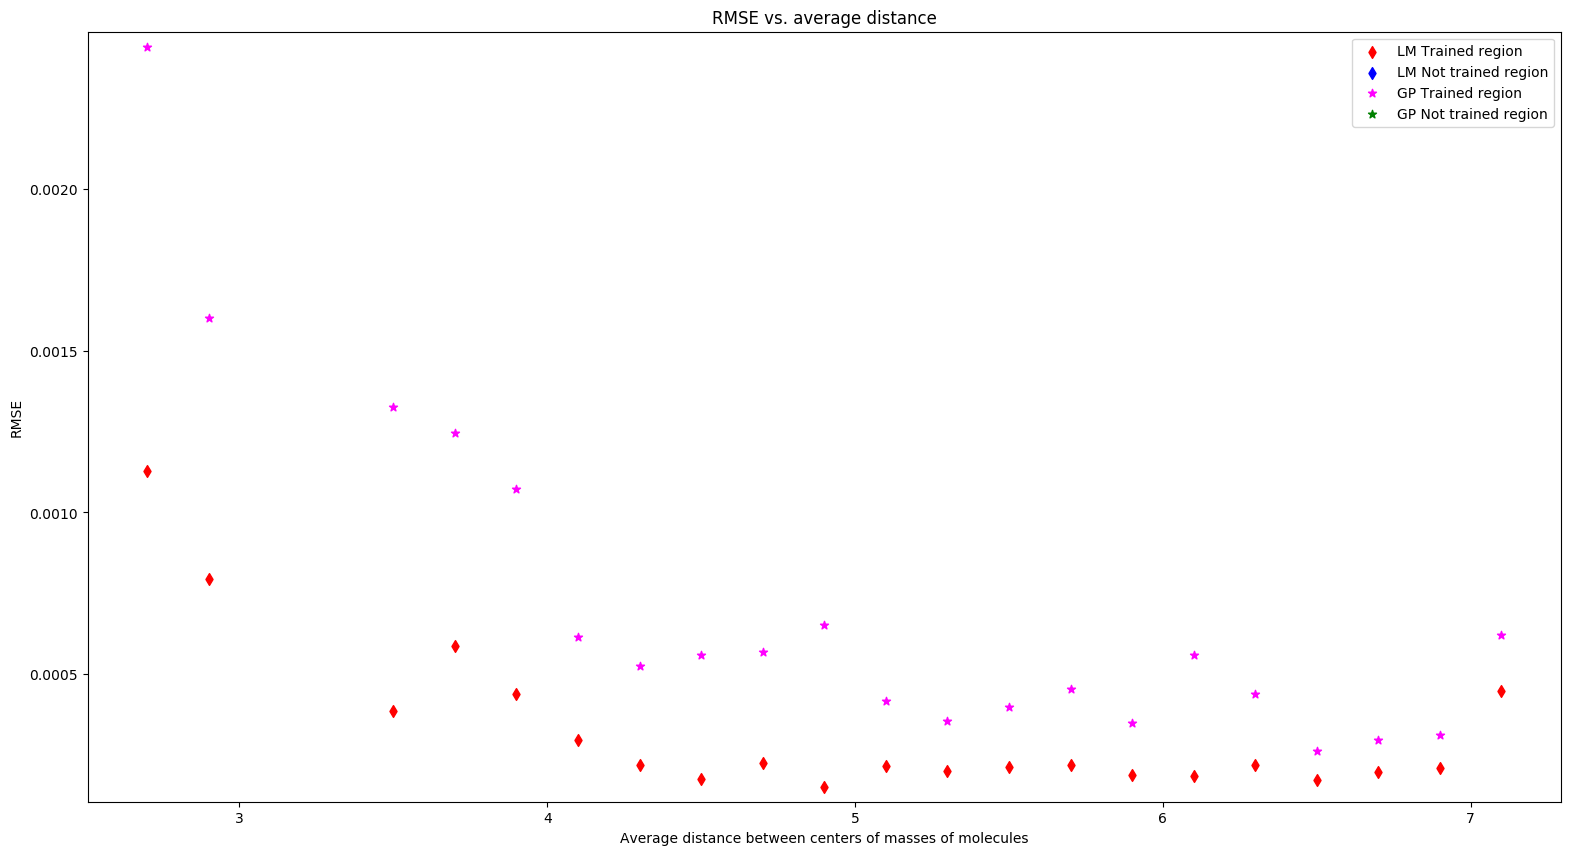 RMSE vs. average distance
LM Trained region
LM Not trained region
GP Trained region
GP Not trained region
0.0020
0.0015
0.0010
0.0005
RMSE
3 4 5 6 7
Average distance between centers of masses of molecules